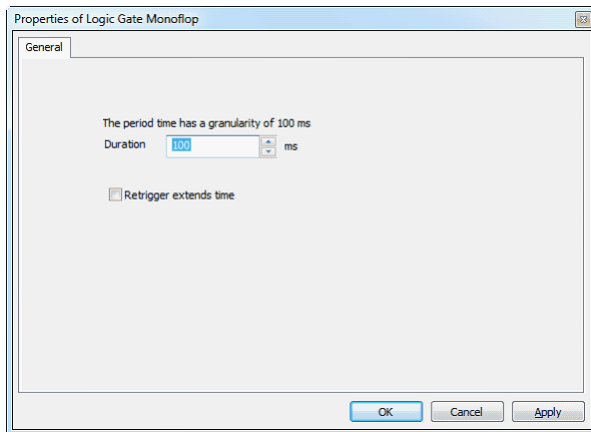 Properties of Logic Gate Monoflop
General
The period time has a granularity of 100 ms
Duration 100 ms
Retrigger extends time
OK Cancel Apply